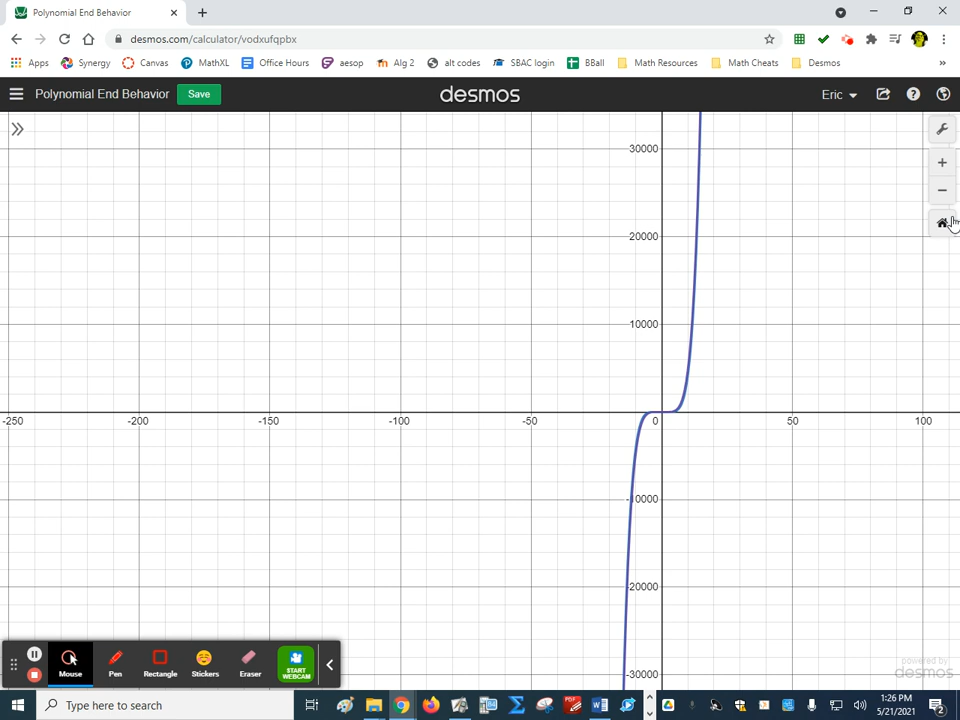 Polynomial End Behavior
desmos.com/calculator/vodxufqpbx
Apps Synergy Canvas MathXL Office Hours aesop Alg 2 alt codes SBAC login BBall Math Resources Math Cheats Desmos »
Polynomial End Behavior Save desmos Eric
30000
20000
10000
-250 -200 -150 -100 -50 0 50 100
-10000
-20000
-30000
powered by
desmos
Mouse Pen Rectangle Stickers Eraser START WEBCAM
Type here to search
1:26 PM
5/21/2021
2